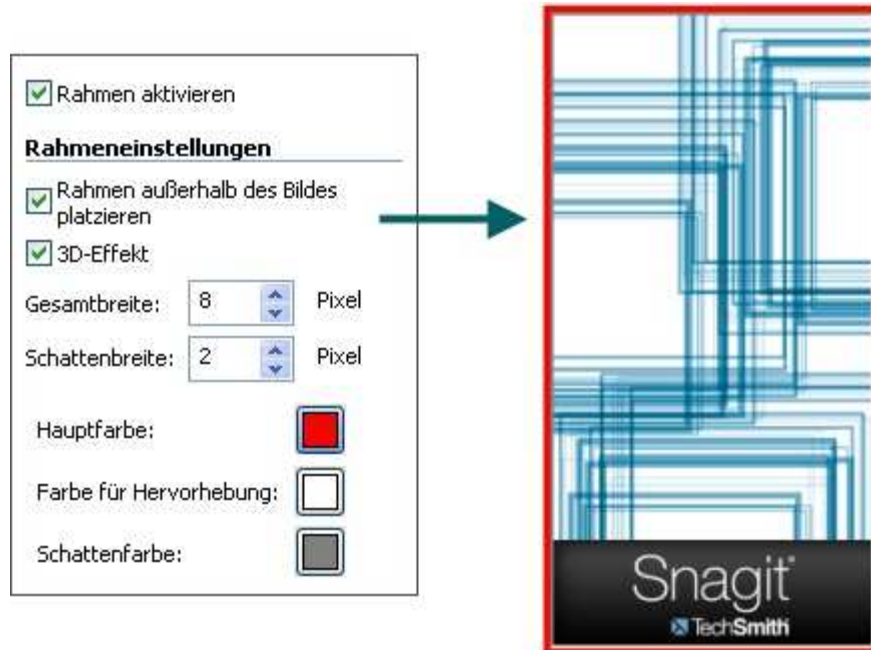 Rahmen aktivieren
Rahmeneinstellungen
Rahmen außerhalb des Bildes
platzieren
3D-Effekt
Gesamtbreite: 8 Pixel
Schattenbreite: 2 Pixel
Hauptfarbe:
Farbe für Hervorhebung:
Schattenfarbe:
Snagit
TechSmith